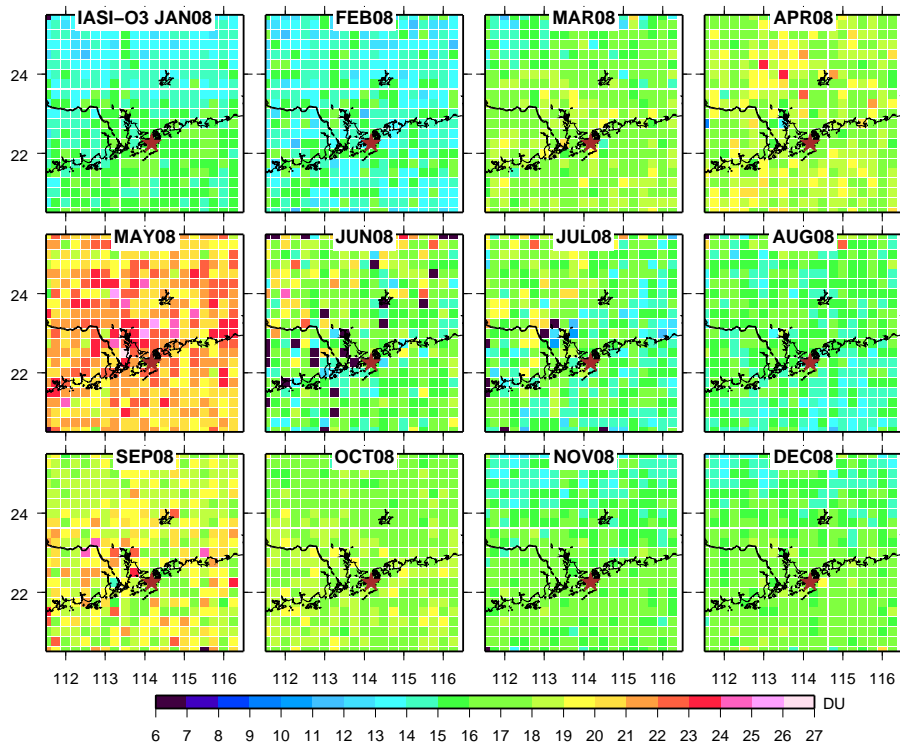 IASI−O3 JAN08
FEB08
MAR08
APR08
24
22
MAY08
JUN08
JUL08
AUG08
24
22
SEP08
OCT08
NOV08
DEC08
24
22
112 113 114 115 116 112 113 114 115 116 112 113 114 115 116 112 113 114 115 116
DU
6 7 8 9 10 11 12 13 14 15 16 17 18 19 20 21 22 23 24 25 26 27